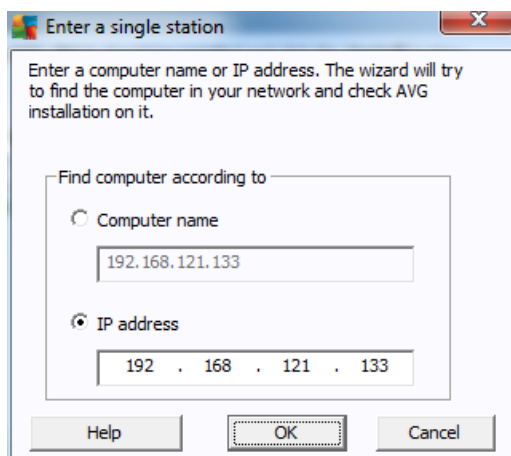 Enter a single station
X
Enter a computer name or IP address. The wizard will try
to find the computer in your network and check AVG
installation on it.
Find computer according to
Computer name
192.168.121.133
IP address
192 . 168 . 121 . 133
Help OK Cancel